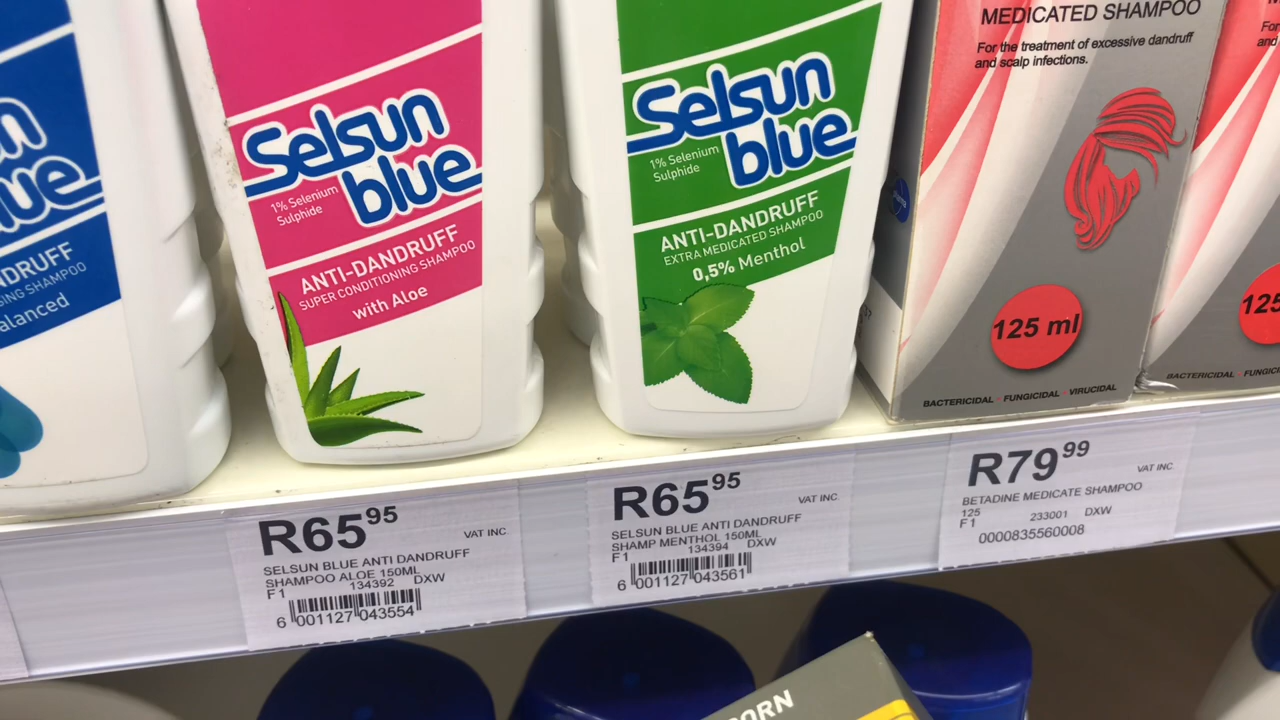 NDRUFF
SHAMPOO
alanced
Selsun
blue
1% Selenium
Sulphide
ANTI-DANDRUFF
SUPER CONDITIONING SHAMPOO
with Aloe
Selsun
blue
1% Selenium
Sulphide
ANTI-DANDRUFF
EXTRA MEDICATED SHAMPOO
0,5% Menthol
MEDICATED SHAMPOO
For the treatment of excessive dandruff
and scalp infections.
125 ml
BACTERICIDAL FUNGICIDAL VIRUCIDAL
For
and
125
BACTERICIDAL FUNGIC
R65 95
VAT INC
SELSUN BLUE ANTI DANDRUFF
SHAMPOO ALOE 150ML
F1 134392 DXW
6 001127 043554
R65 95
VAT INC
SELSUN BLUE ANTI DANDRUFF
SHAMP MENTHOL 150ML
F1 134394 DXW
6 001127 043561
R79 99
VAT INC
BETADINE MEDICATE SHAMPOO
125
F1 233001 DXW
0000835560008
ORN